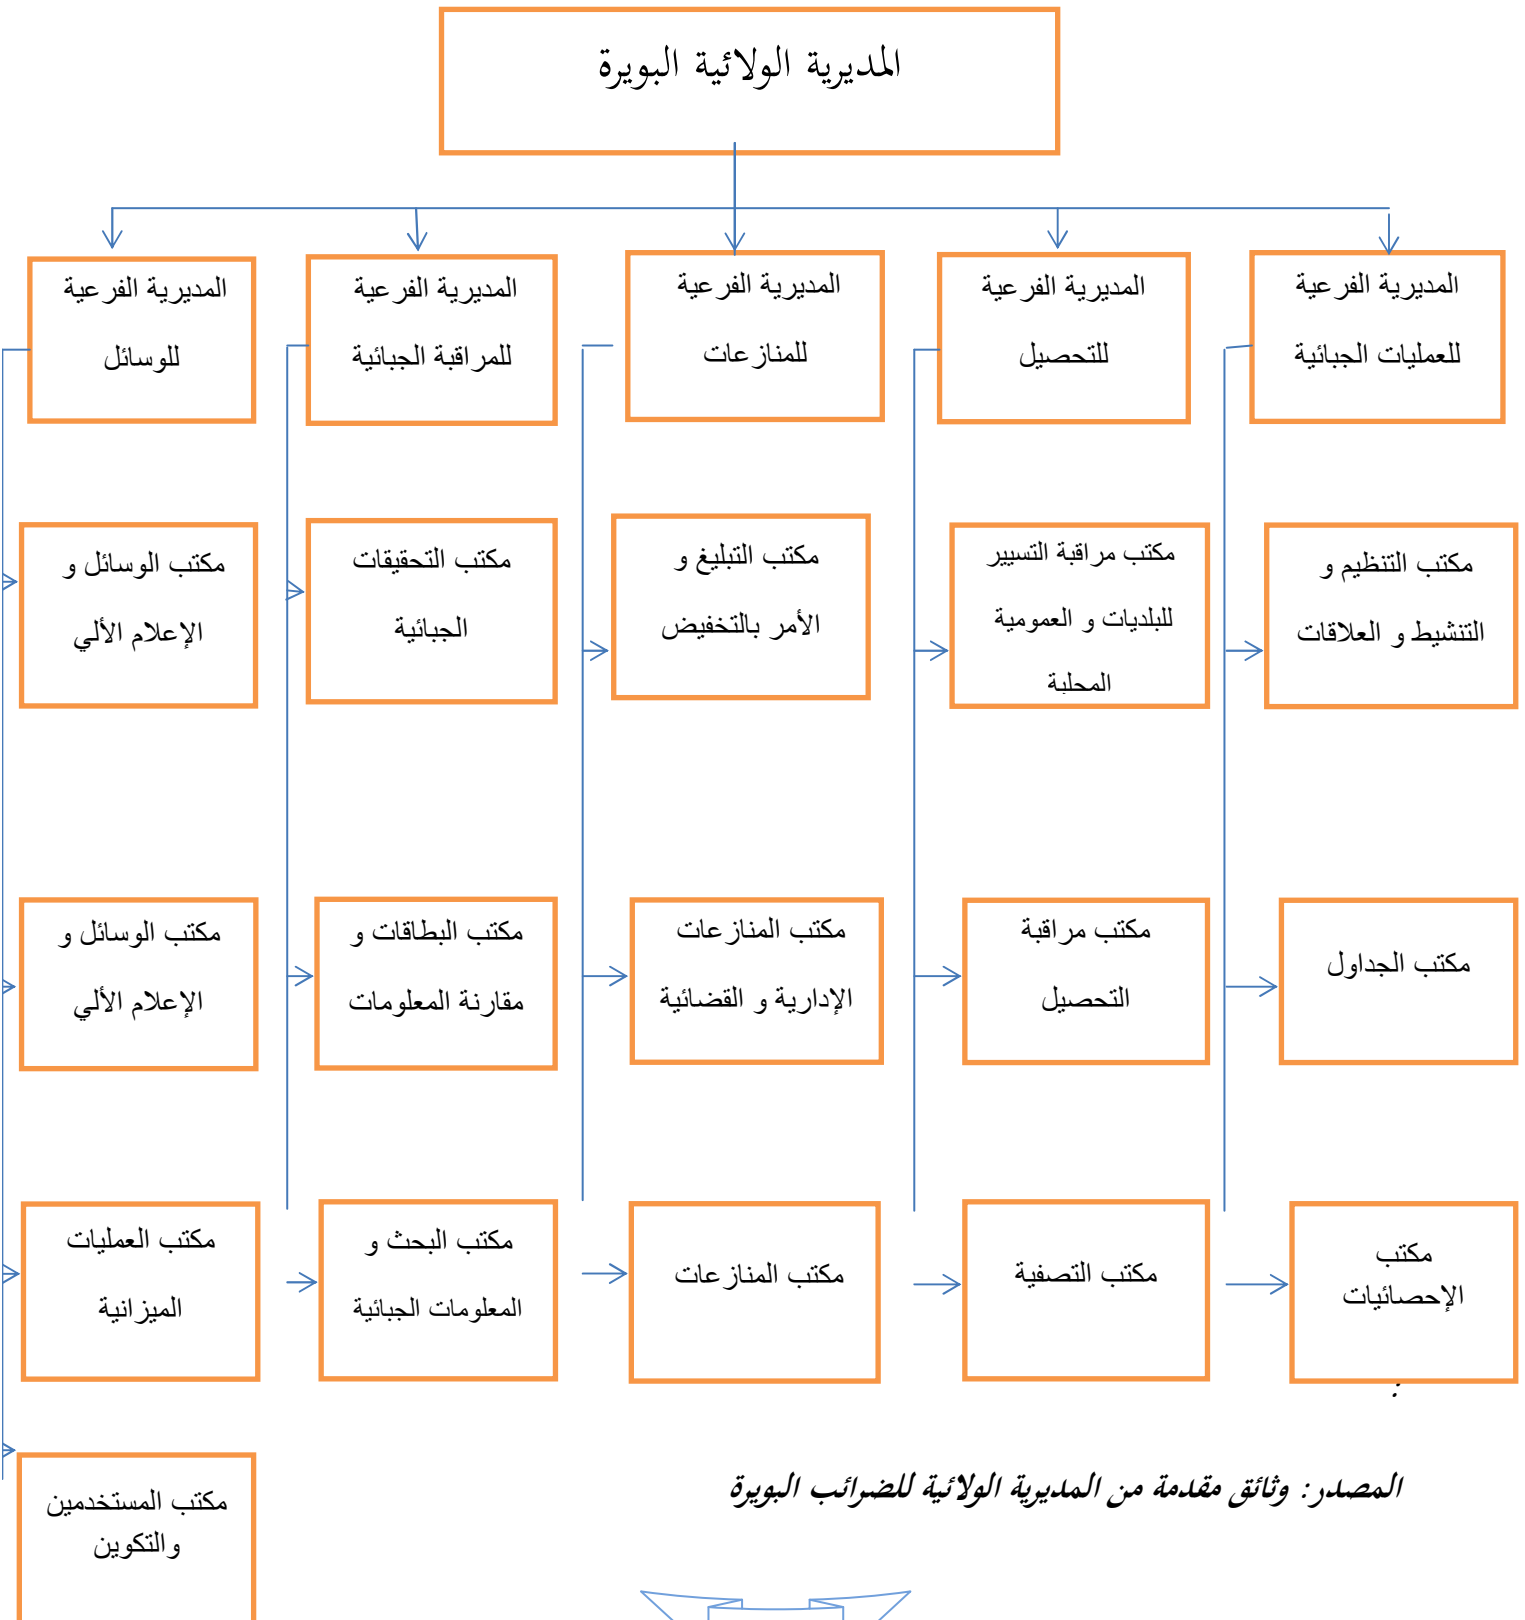 المديرية الولائية البويرة
المديرية الفرعية
للعمليات الجبائية
المديرية الفرعية
للتحصيل
المديرية الفرعية
للمنازعات
المديرية الفرعية
للمراقبة الجبائية
المديرية الفرعية
للوسائل
مكتب التنظيم و
التنشيط و العلاقات
مكتب مراقبة التسيير
للبلديات و العمومية
المحلية
مكتب التبليغ و
الأمر بالتخفيض
مكتب التحقيقات
الجبائية
مكتب الوسائل و
الإعلام الألي
مكتب الجداول
مكتب مراقبة
التحصيل
مكتب المنازعات
الإدارية و القضائية
مكتب البطاقات و
مقارنة المعلومات
مكتب الوسائل و
الإعلام الألي
مكتب
الإحصائيات
مكتب التصفية
مكتب المنازعات
مكتب البحث و
المعلومات الجبائية
مكتب العمليات
الميزانية
:
المصدر: وثائق مقدمة من المديرية الولائية للضرائب البويرة
مكتب المستخدمين
والتكوين